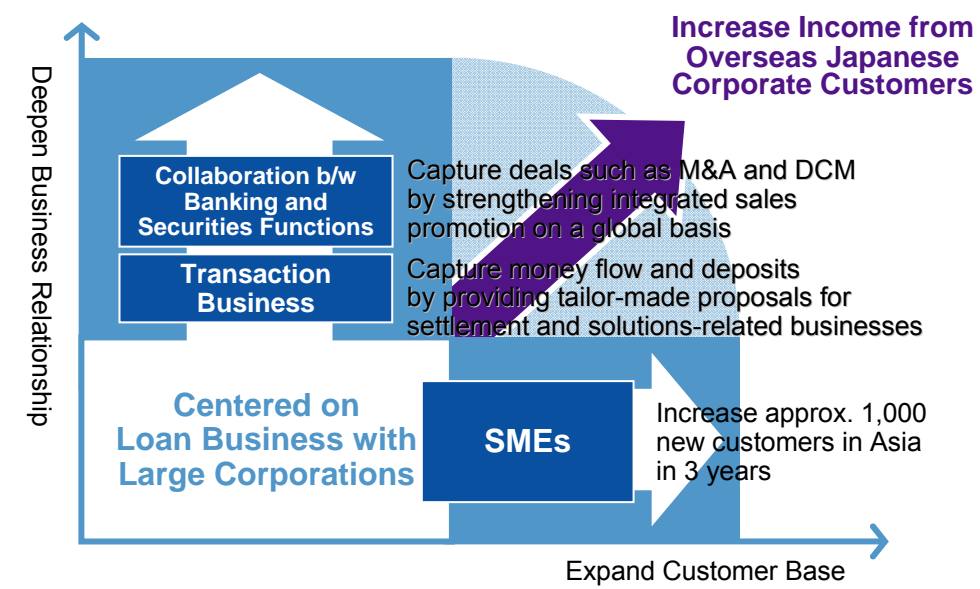 Increase Income from
Overseas Japanese
Corporate Customers
Deepen Business Relationship
Collaboration b/w
Banking and
Securities Functions
Capture deals such as M&A and DCM
by strengthening integrated sales
promotion on a global basis
Transaction
Business
Capture money flow and deposits
by providing tailor-made proposals for
settlement and solutions-related businesses
Centered on
Loan Business with
Large Corporations
SMEs
Increase approx. 1,000
new customers in Asia
in 3 years
Expand Customer Base